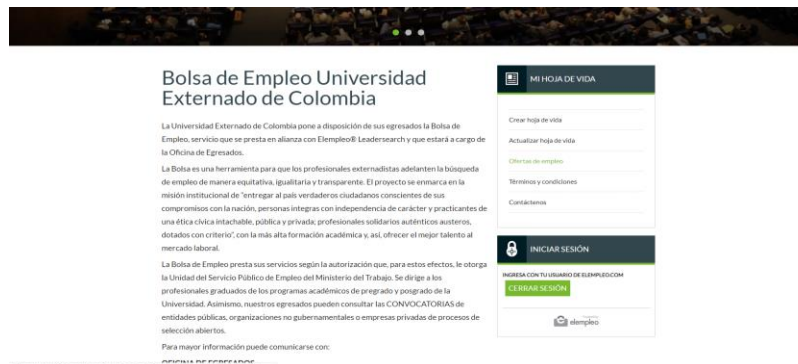 Bolsa de Empleo Universidad
Externado de Colombia
La Universidad Externado de Colombia pone a disposición de sus egresados la Bolsa de
Empleo, servicio que se presta en alianza con Elempleo® Leadersearch y que estará a cargo de
la Oficina de Egresados.
La Bolsa es una herramienta para que los profesionales externadistas adelanten la búsqueda
de empleo de manera equitativa, igualitaria y transparente. El proyecto se enmarca en la
misión institucional de "entregar al país verdaderos ciudadanos conscientes de sus
compromisos con la nación, personas integras con independencia de carácter y practicantes de
una ética cívica intachable, pública y privada; profesionales solidarios auténticos austeros,
dotados con criterio", con la más alta formación académica y, así, ofrecer el mejor talento al
mercado laboral.
La Bolsa de Empleo presta sus servicios según la autorización que, para estos efectos, le otorga
la Unidad del Servicio Público de Empleo del Ministerio del Trabajo. Se dirige a los
profesionales graduados de los programas académicos de pregrado y posgrado de la
Universidad. Asimismo, nuestros egresados pueden consultar las CONVOCATORIAS de
entidades públicas, organizaciones no gubernamentales o empresas privadas de procesos de
selección abiertos.
Para mayor información puede comunicarse con:
OFICINA DE EGRESADOS
MI HOJA DE VIDA
Crear hoja de vida
Actualizar hoja de vida
Ofertas de empleo
Términos y condiciones
Contáctenos
INICIAR SESIÓN
INGRESA CON TU USUARIO DE ELEMPLEO.COM
CERRAR SESIÓN
elempleo